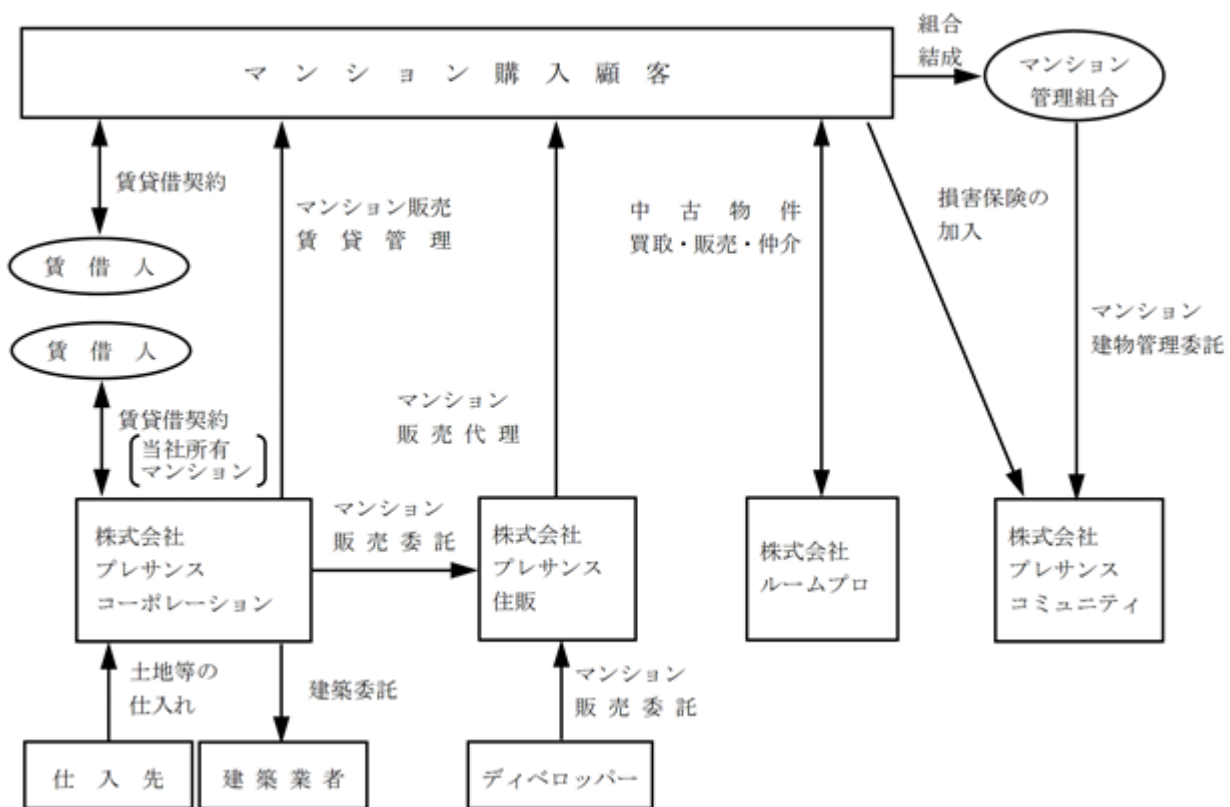 マンション購入顧客
組合
結成
マンション
管理組合
賃貸借契約
マンション販売
賃貸管理
中古物件
買取・販売・仲介
損害保険の
加入
賃借人
賃借人
マンション
建物管理委託
賃貸借契約
当社所有
マンション
マンション
販売代理
株式会社
プレサンス
コーポレーション
マンション
販売委託
株式会社
プレサンス
住販
株式会社
ルームプロ
株式会社
プレサンス
コミュニティ
土地等の
仕入れ
建築委託
マンション
販売委託
仕入先
建築業者
ディベロッパー